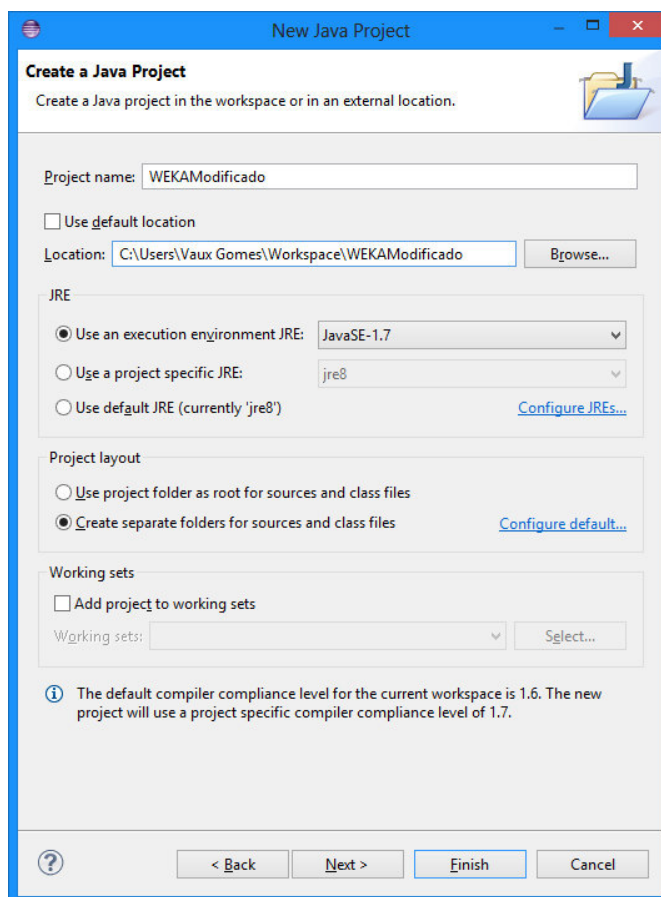 New Java Project
Create a Java Project
Create a Java project in the workspace or in an external location.
Project name: WEKAModificado
Use default location
Location: C:\Users\Vaux Gomes\Workspace\WEKAModificado Browse...
JRE
Use an execution environment JRE: JavaSE-1.7
Use a project specific JRE: jre8
Use default JRE (currently 'jre8') Configure JREs...
Project layout
Use project folder as root for sources and class files
Create separate folders for sources and class files Configure default...
Working sets
Add project to working sets
Working sets: Select...
The default compiler compliance level for the current workspace is 1.6. The new
project will use a project specific compiler compliance level of 1.7.
? < Back Next > Finish Cancel